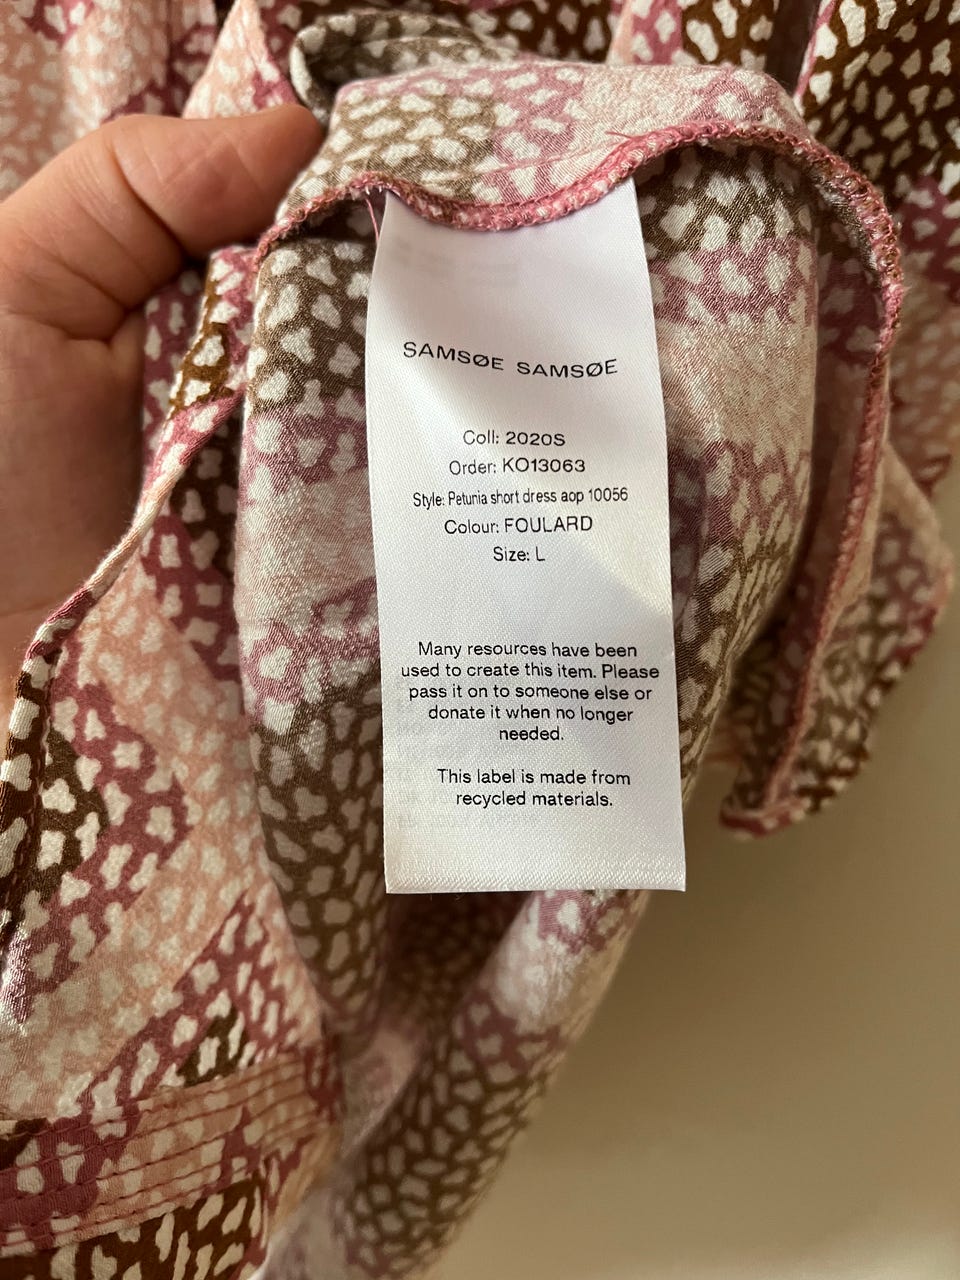 SAMSØE SAMSØE
Coll: 2020S
Order: KO13063
Style: Petunia short dress aop 10056
Colour: FOULARD
Size: L
Many resources have been
used to create this item. Please
pass it on to someone else or
donate it when no longer
needed.
This label is made from
recycled materials.